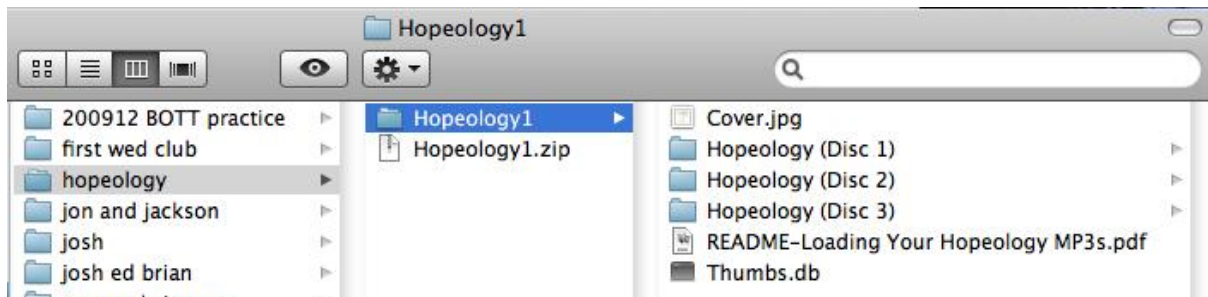 Hopeology1
200912 BOTT practice
first wed club
hopeology
jon and jackson
josh
josh ed brian
Hopeology1
Hopeology1.zip
Cover.jpg
Hopeology (Disc 1)
Hopeology (Disc 2)
Hopeology (Disc 3)
README-Loading Your Hopeology MP3s.pdf
Thumbs.db